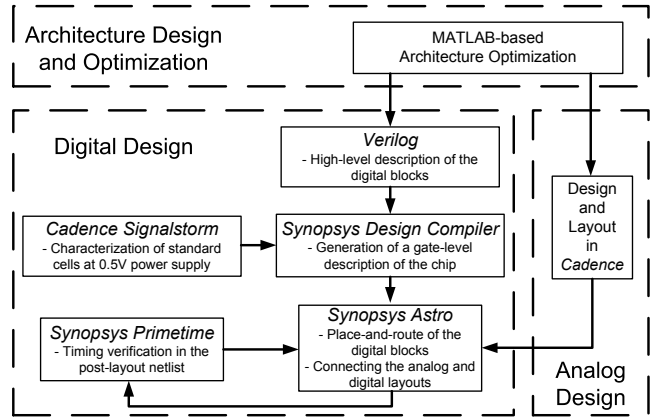 Architecture Design
and Optimization
MATLAB-based
Architecture Optimization
Digital Design
Verilog
- High-level description of the
digital blocks
Cadence Signalstorm
- Characterization of standard
cells at 0.5V power supply
Synopsys Design Compiler
- Generation of a gate-level
description of the chip
Design
and
Layout
in
Cadence
Synopsys Primetime
- Timing verification in the
post-layout netlist
Synopsys Astro
- Place-and-route of the
digital blocks
- Connecting the analog and
digital layouts
Analog
Design